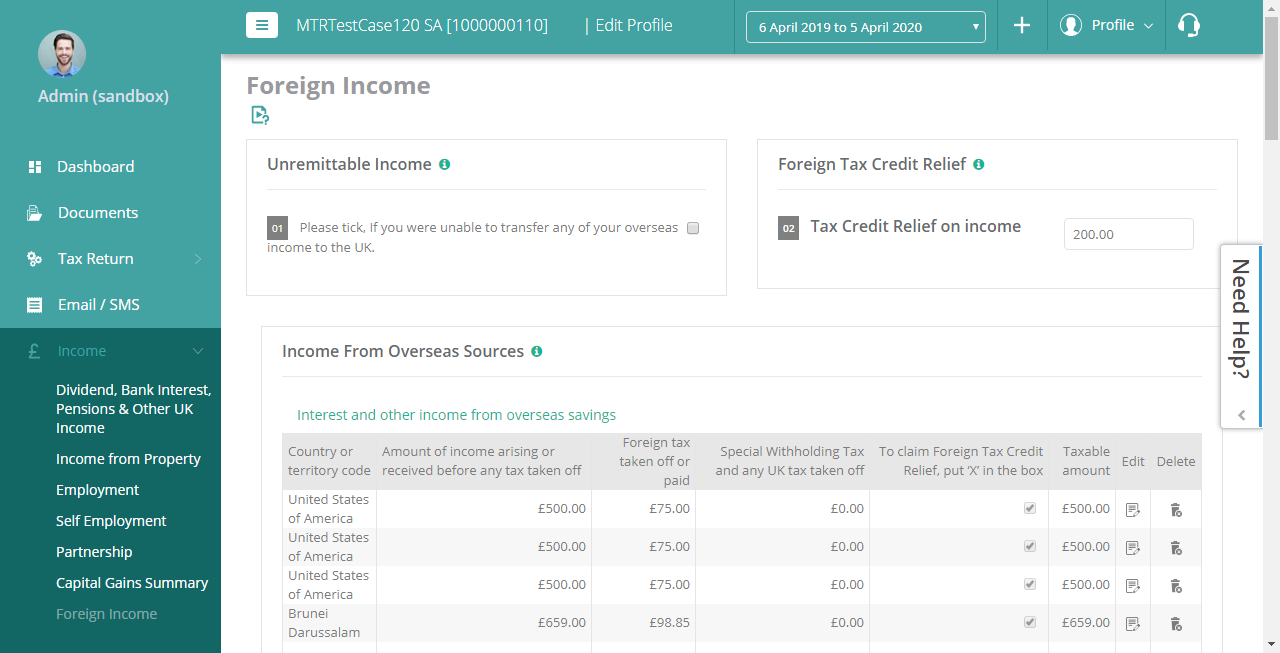 MTRTestCase120 SA [1000000110]
| Edit Profile
6 April 2019 to 5 April 2020
Profile
Admin (sandbox)
Dashboard
Documents
Tax Return
Email / SMS
£ Income
Dividend, Bank Interest,
Pensions & Other UK
Income
Income from Property
Employment
Self Employment
Partnership
Capital Gains Summary
Foreign Income
Foreign Income
Unremittable Income
01 Please tick, If you were unable to transfer any of your overseas
income to the UK.
Foreign Tax Credit Relief
02 Tax Credit Relief on income 200.00
Need Help?
Income From Overseas Sources
Interest and other income from overseas savings
Country or
territory code
Amount of income arising or
received before any tax taken off
Foreign tax
taken off or
paid
Special Withholding Tax
and any UK tax taken off
To claim Foreign Tax Credit
Relief, put ‘X’ in the box
Taxable
amount
Edit
Delete
United States
of America
£500.00 £75.00 £0.00 £500.00
United States
of America
£500.00 £75.00 £0.00 £500.00
United States
of America
£500.00 £75.00 £0.00 £500.00
Brunei
Darussalam
£659.00 £98.85 £0.00 £659.00